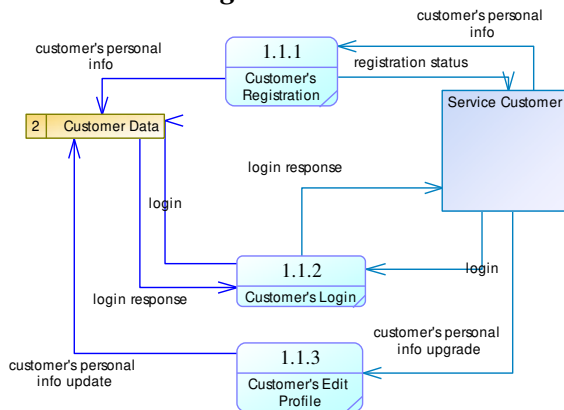 customer's personal
info
customer's personal
info
1.1.1
Customer's
Registration
registration status
Service Customer
2 Customer Data
login response
login
1.1.2
Customer's Login
login
login response
customer's personal
info upgrade
1.1.3
Customer's Edit
Profile
customer's personal
info update